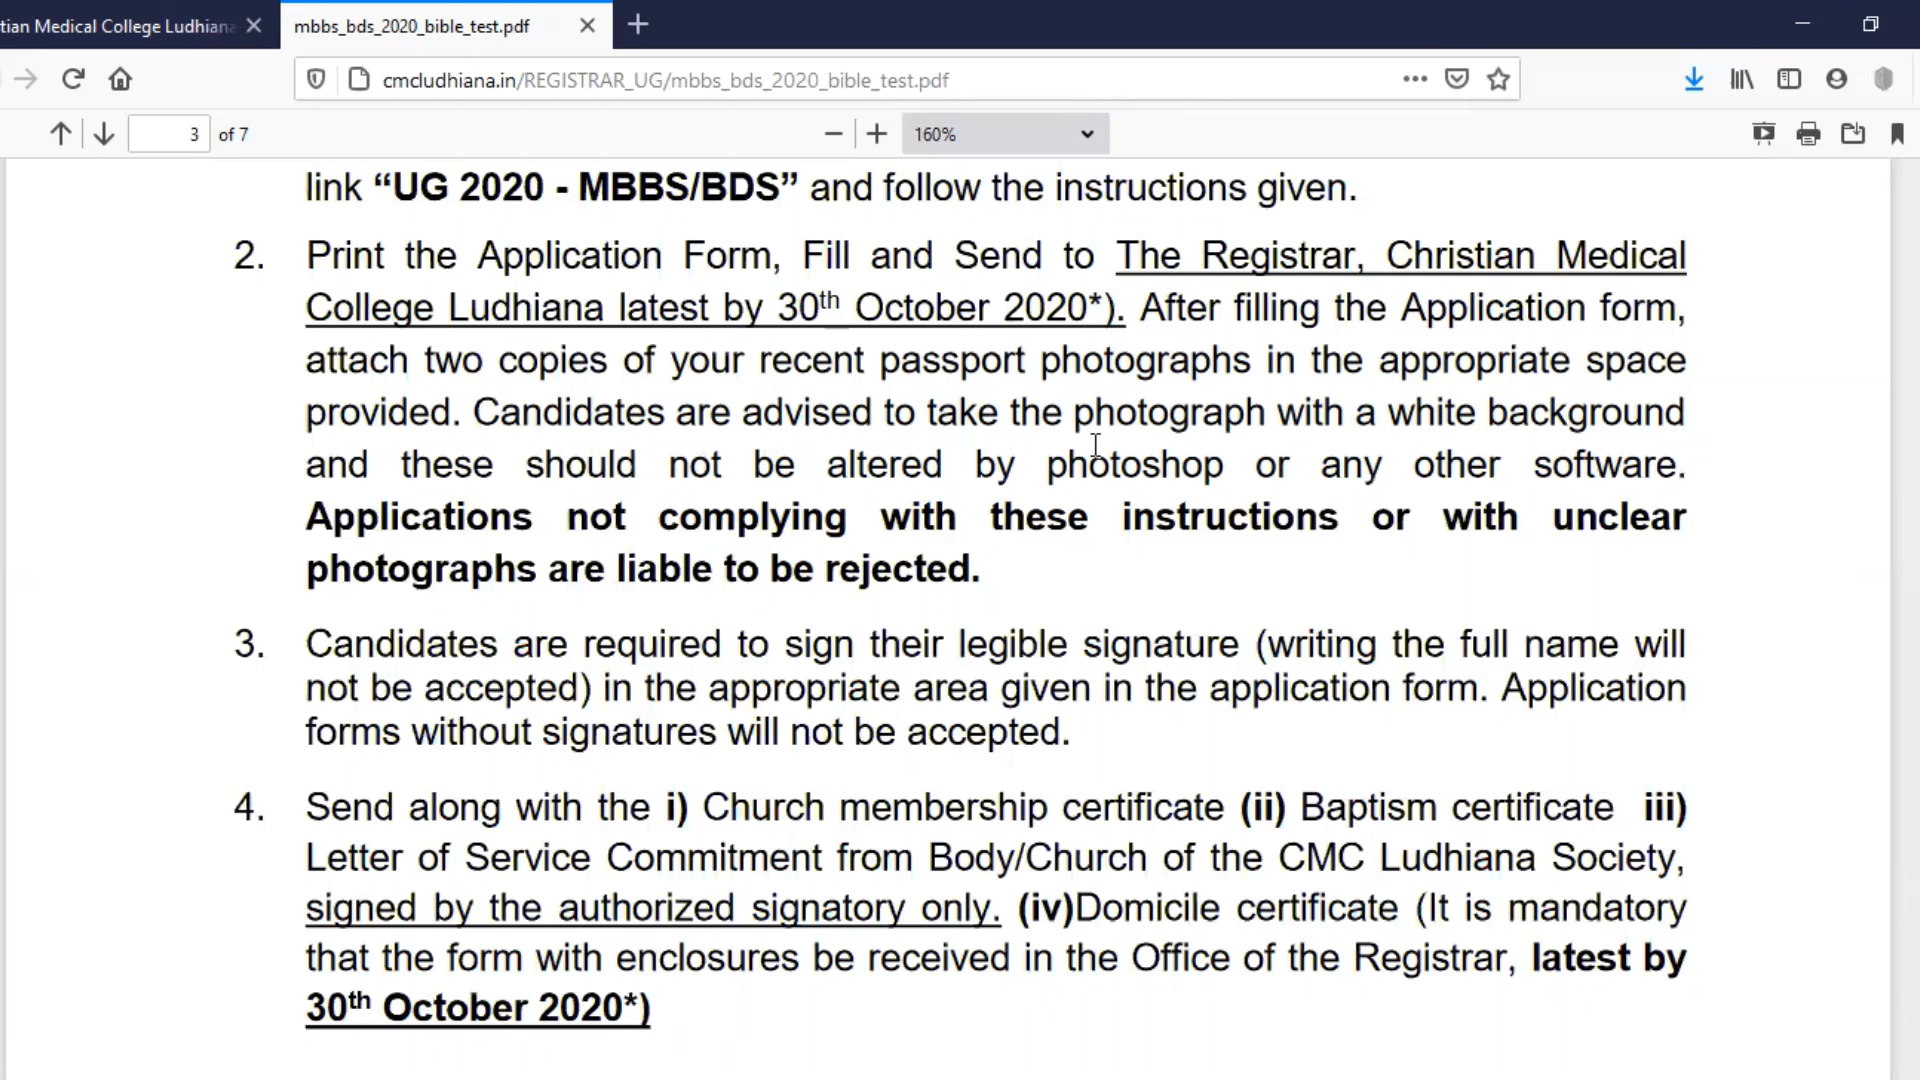 tian Medical College Ludhiana
mbbs_bds_2020_bible_test.pdf
cmcludhiana.in/REGISTRAR_UG/mbbs_bds_2020_bible_test.pdf
3 of 7
160%
link “UG 2020 - MBBS/BDS” and follow the instructions given.
2. Print the Application Form, Fill and Send to The Registrar, Christian Medical
College Ludhiana latest by 30th October 2020*). After filling the Application form,
attach two copies of your recent passport photographs in the appropriate space
provided. Candidates are advised to take the photograph with a white background
and these should not be altered by photoshop or any other software.
Applications not complying with these instructions or with unclear
photographs are liable to be rejected.
3. Candidates are required to sign their legible signature (writing the full name will
not be accepted) in the appropriate area given in the application form. Application
forms without signatures will not be accepted.
4. Send along with the i) Church membership certificate (ii) Baptism certificate iii)
Letter of Service Commitment from Body/Church of the CMC Ludhiana Society,
signed by the authorized signatory only. (iv)Domicile certificate (It is mandatory
that the form with enclosures be received in the Office of the Registrar, latest by
30th October 2020*)